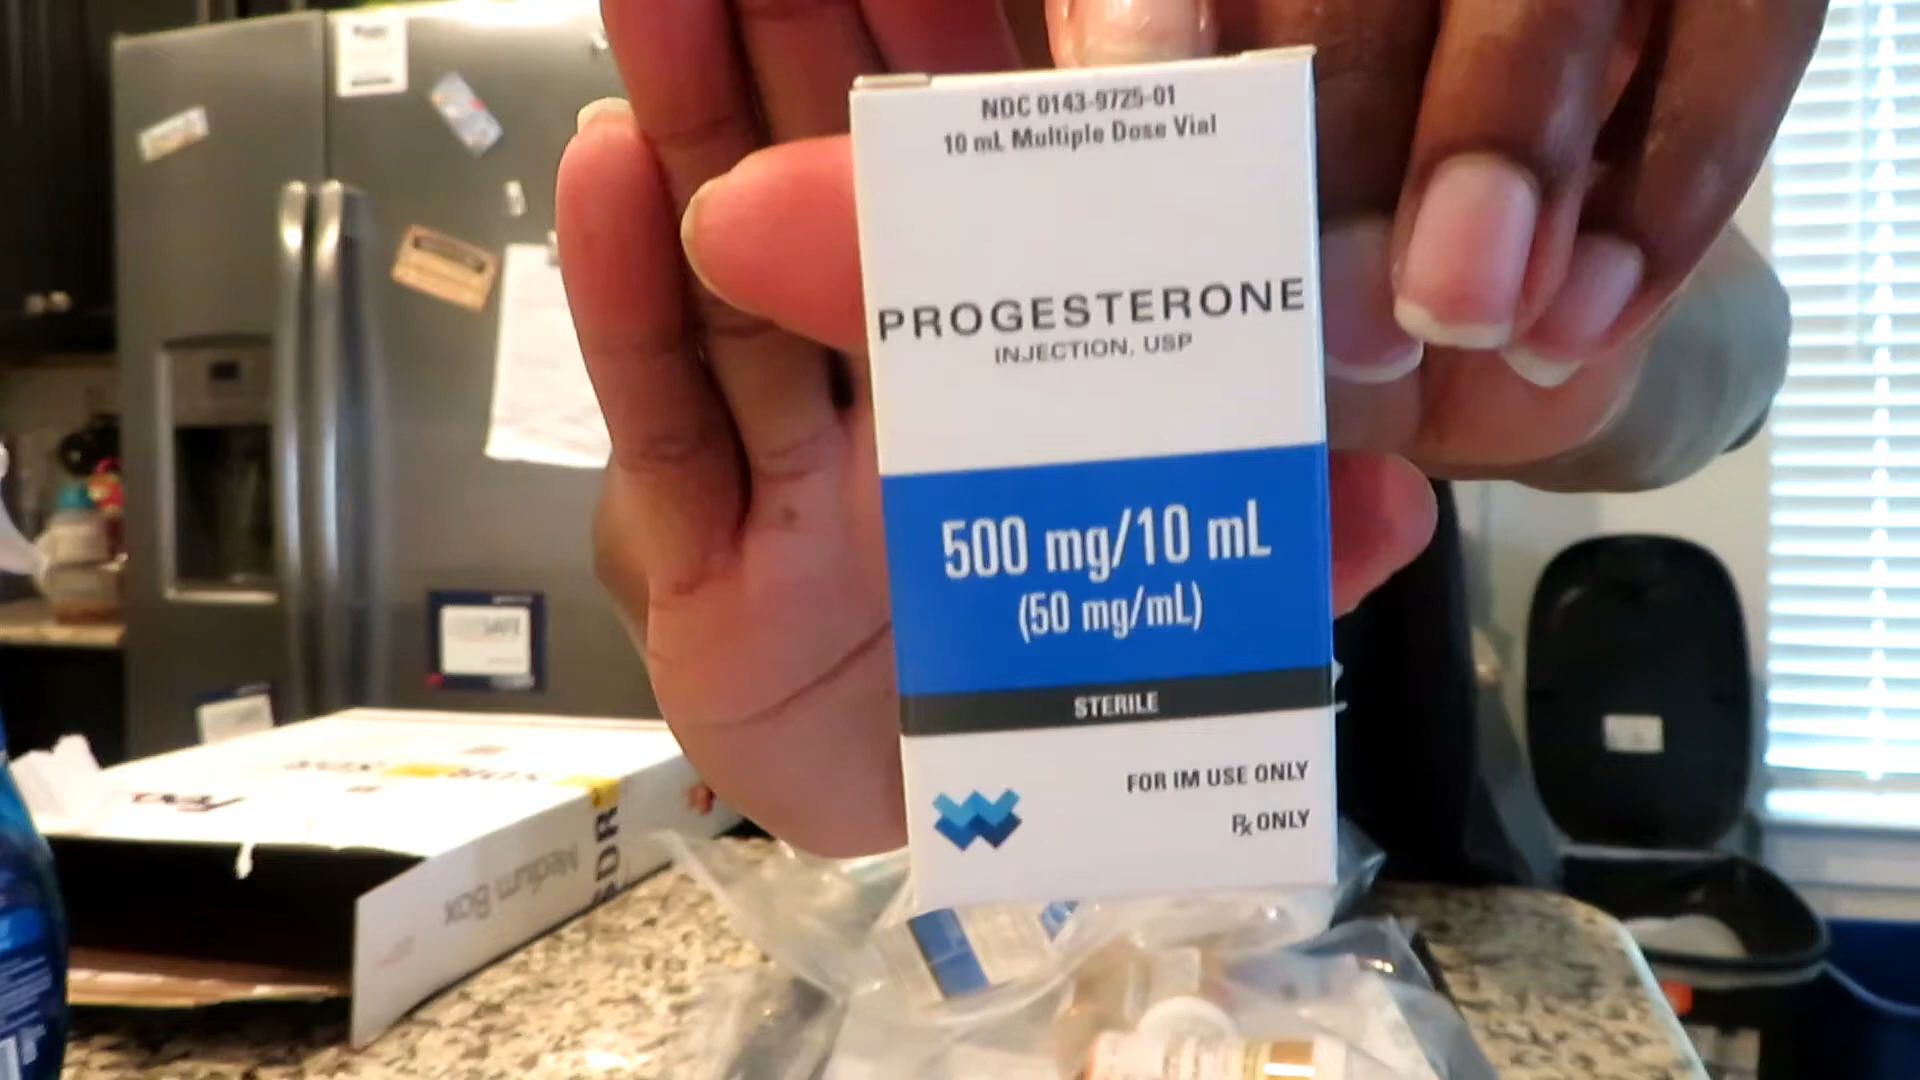 NDC 0143-9725-01
10 mL Multiple Dose Vial
PROGESTERONE
INJECTION, USP
500 mg/10 mL
(50 mg/mL)
STERILE
FOR IM USE ONLY
Rx ONLY
Medium Box